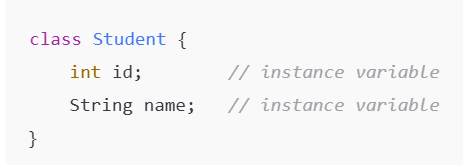 class Student {
    int id;        // instance variable
    String name;   // instance variable
}